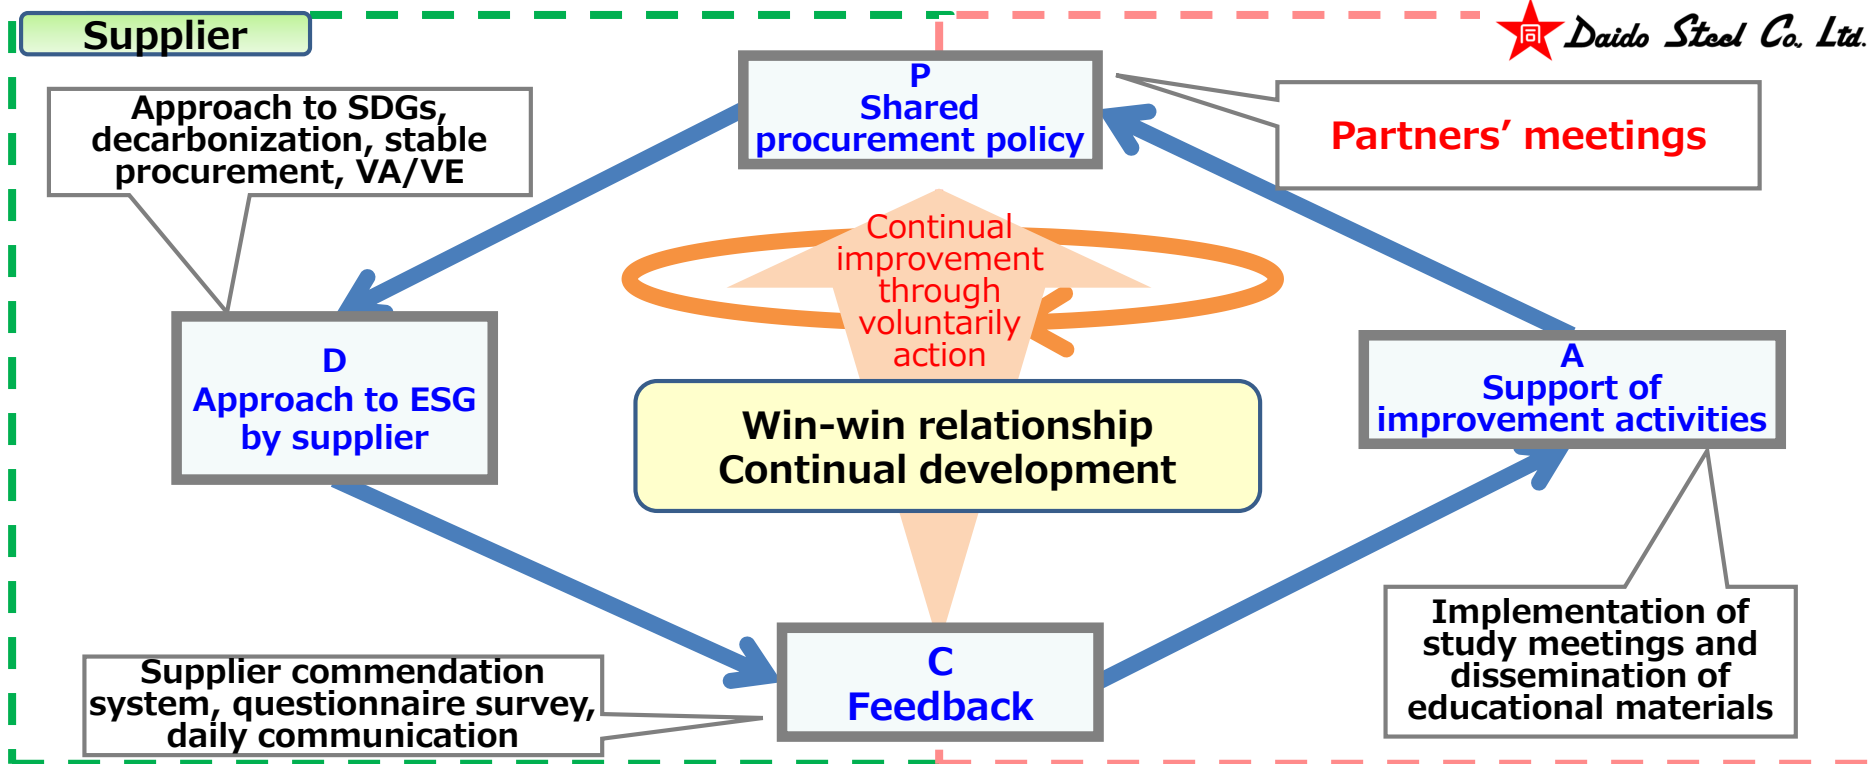 Supplier
Daido Steel Co., Ltd.
同
P
Shared
procurement policy
Approach to SDGs,
decarbonization, stable
procurement, VA/VE
Partners’ meetings
Continual
improvement
through
voluntarily
action
D
Approach to ESG
by supplier
A
Support of
improvement activities
Win-win relationship
Continual development
C
Feedback
Supplier commendation
system, questionnaire survey,
daily communication
Implementation of
study meetings and
dissemination of
educational materials